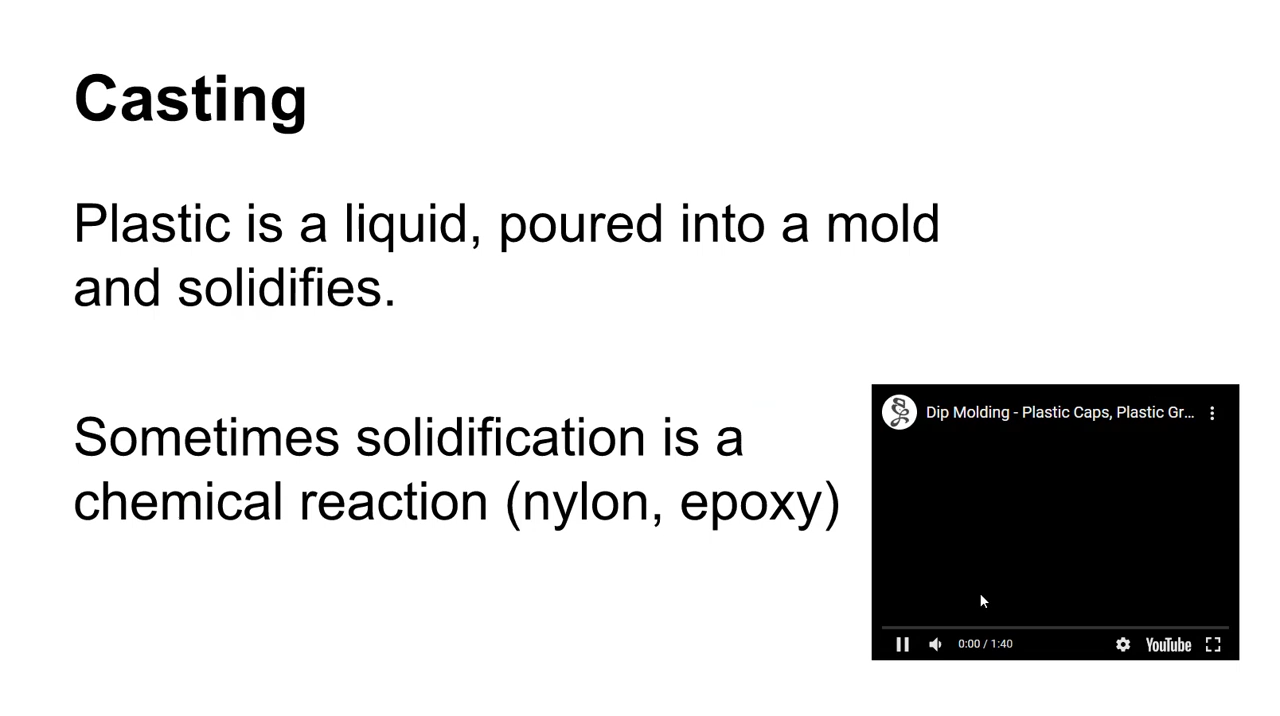 Casting
Plastic is a liquid, poured into a mold
and solidifies.
Sometimes solidification is a
chemical reaction (nylon, epoxy)
Dip Molding - Plastic Caps, Plastic Gr...
0:00 / 1:40
YouTube